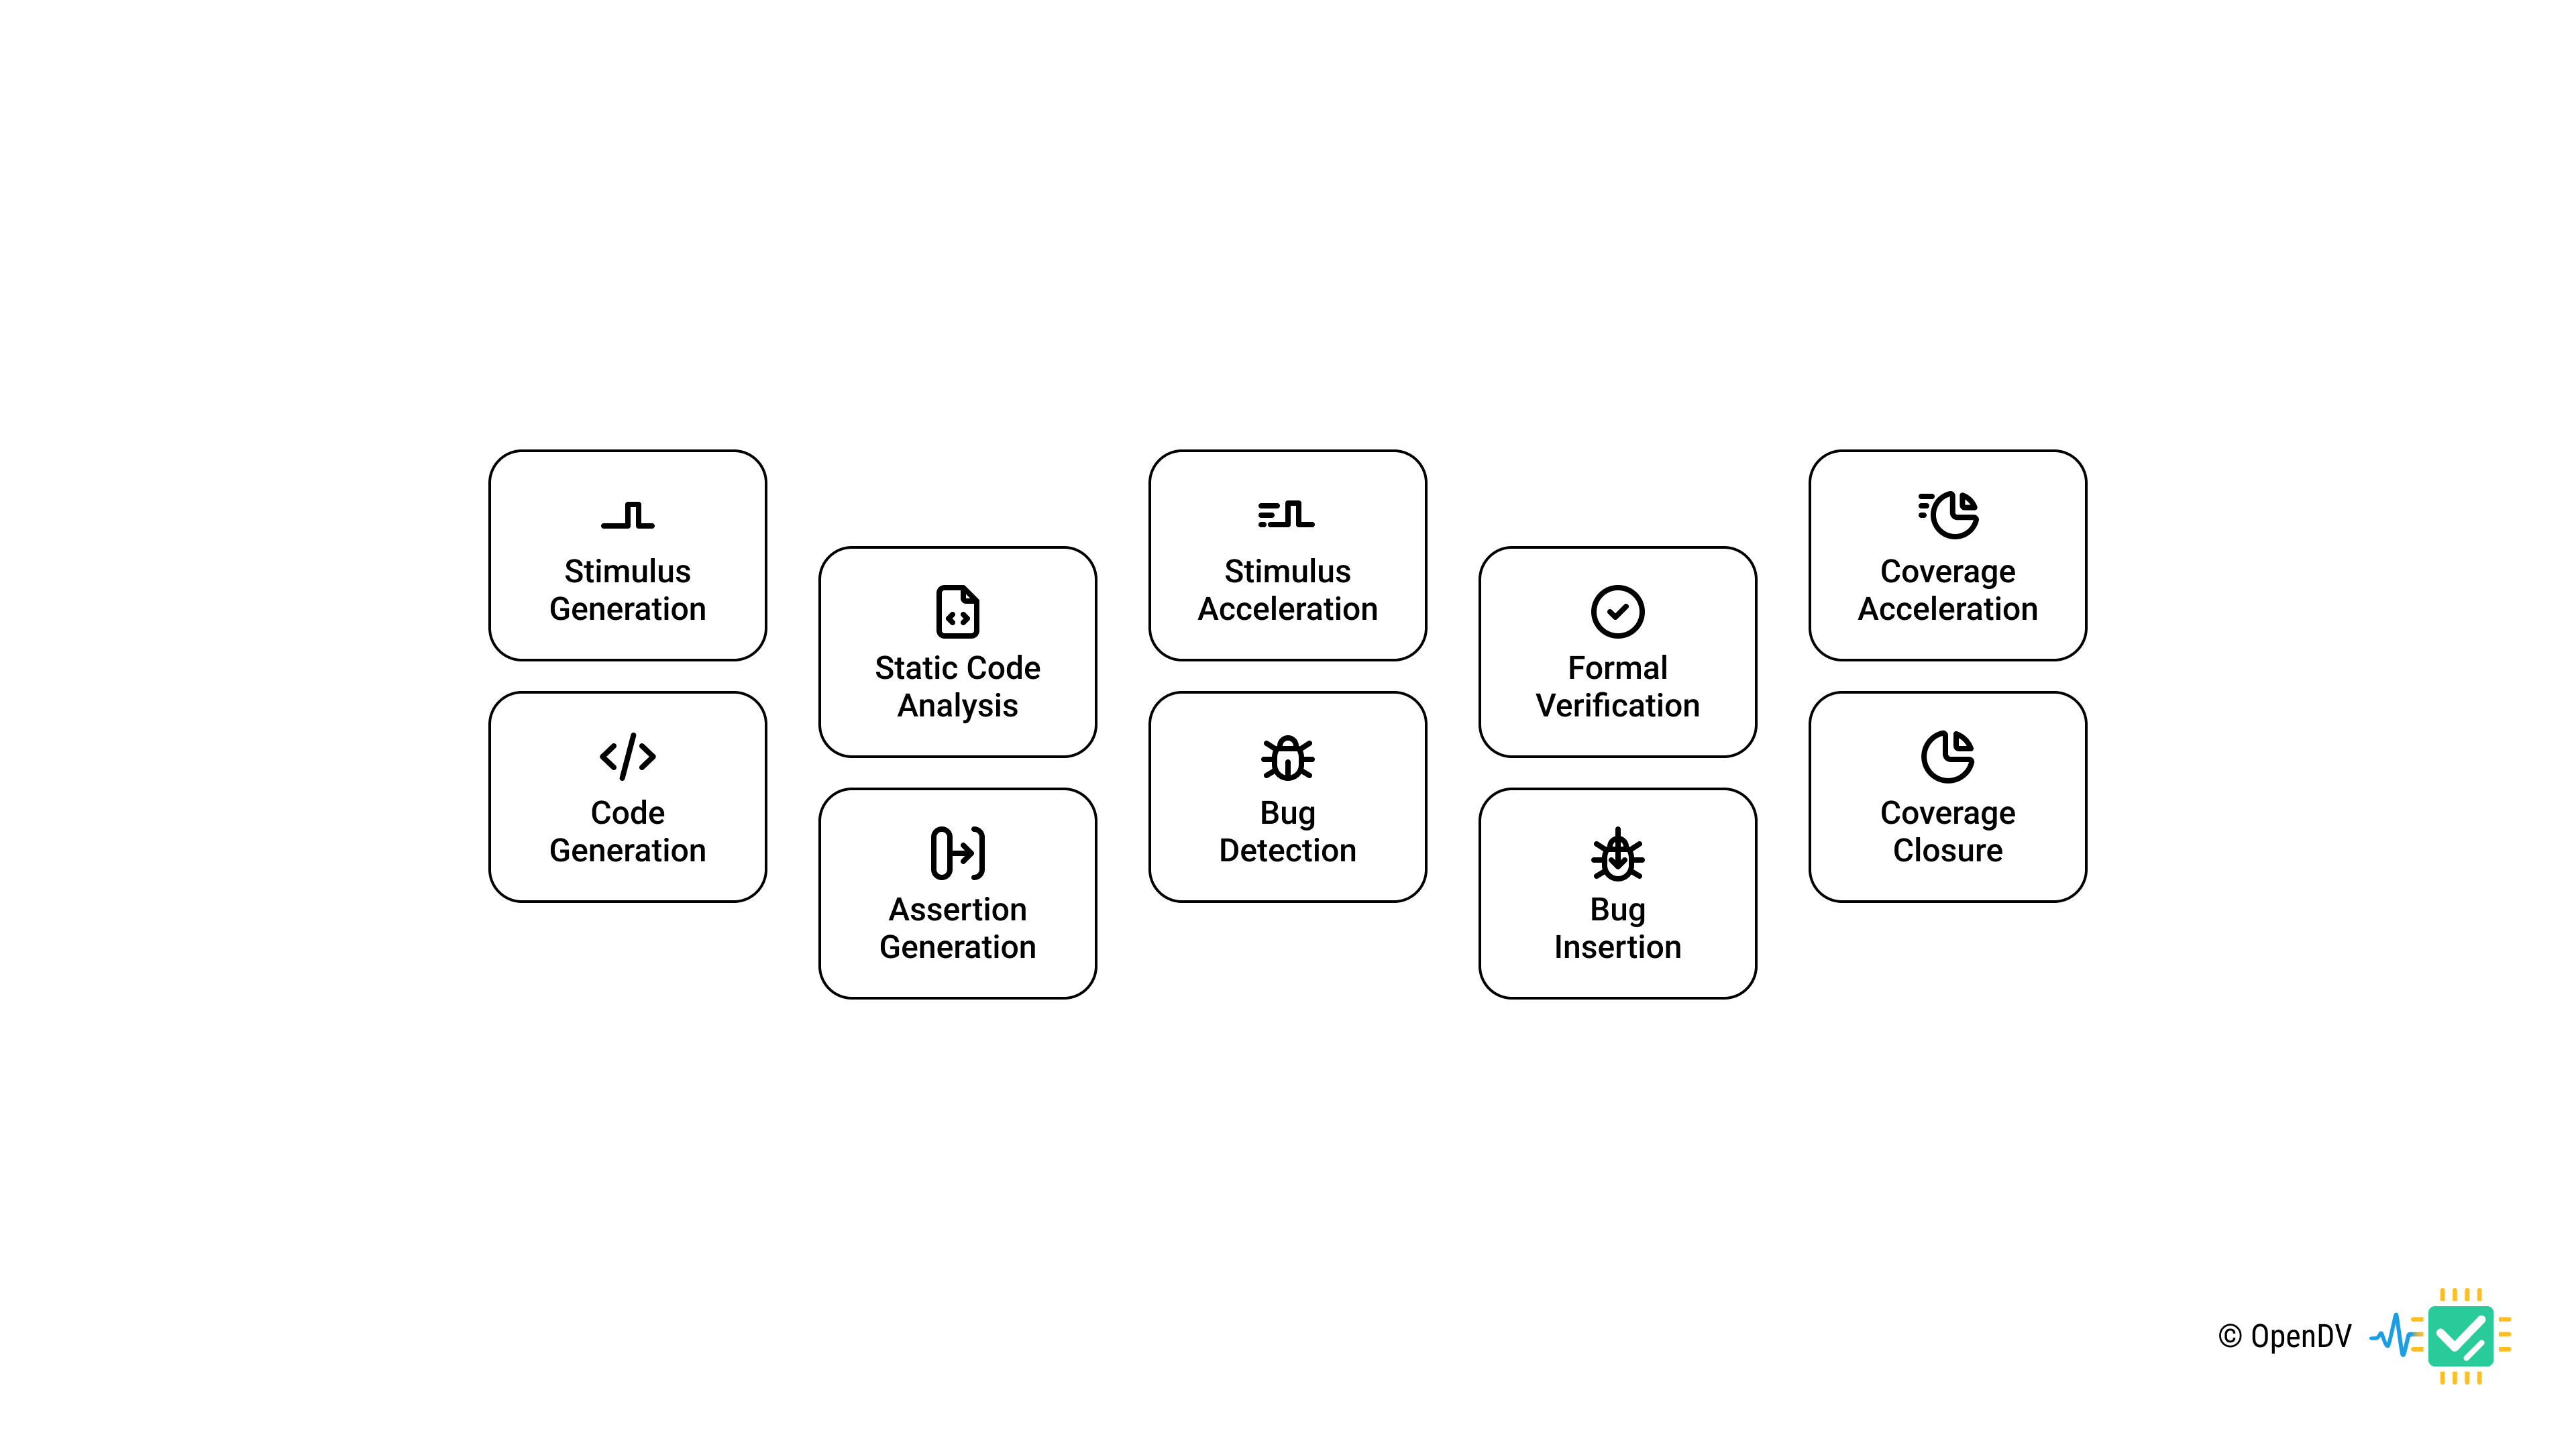 Stimulus
Generation
Code
Generation
Static Code
Analysis
Assertion
Generation
Stimulus
Acceleration
Bug
Detection
Formal
Verification
Bug
Insertion
Coverage
Acceleration
Coverage
Closure
© OpenDV